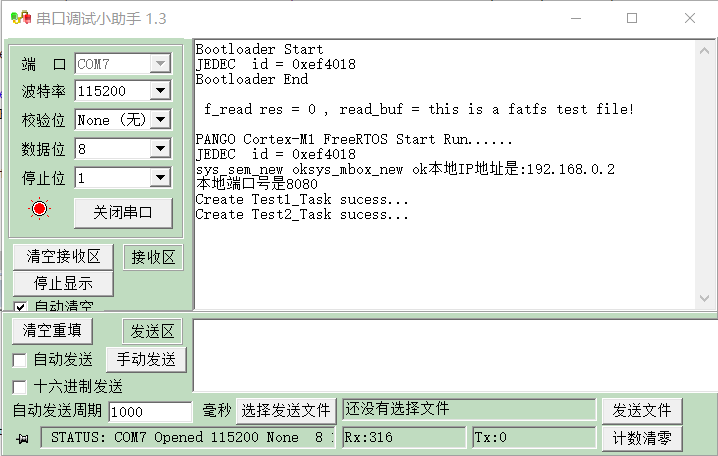 串口调试小助手 1.3
端 口 COM7
波特率 115200
校验位 None (无)
数据位 8
停止位 1
关闭串口
清空接收区 接收区
停止显示
自动清空
Bootloader Start
JEDEC  id = 0xef4018
Bootloader End
f_read res = 0 , read_buf = this is a fatfs test file!
PANGO Cortex-M1 FreeRTOS Start Run......
JEDEC  id = 0xef4018
sys_sem_new oksys_mbox_new ok本地IP地址是:192.168.0.2
本地端口号是8080
Create Test1_Task sucess...
Create Test2_Task sucess...
清空重填 发送区
自动发送 手动发送
十六进制发送
自动发送周期 1000 毫秒 选择发送文件 还没有选择文件 发送文件
STATUS: COM7 Opened 115200 None  8 Rx:316 Tx:0 计数清零